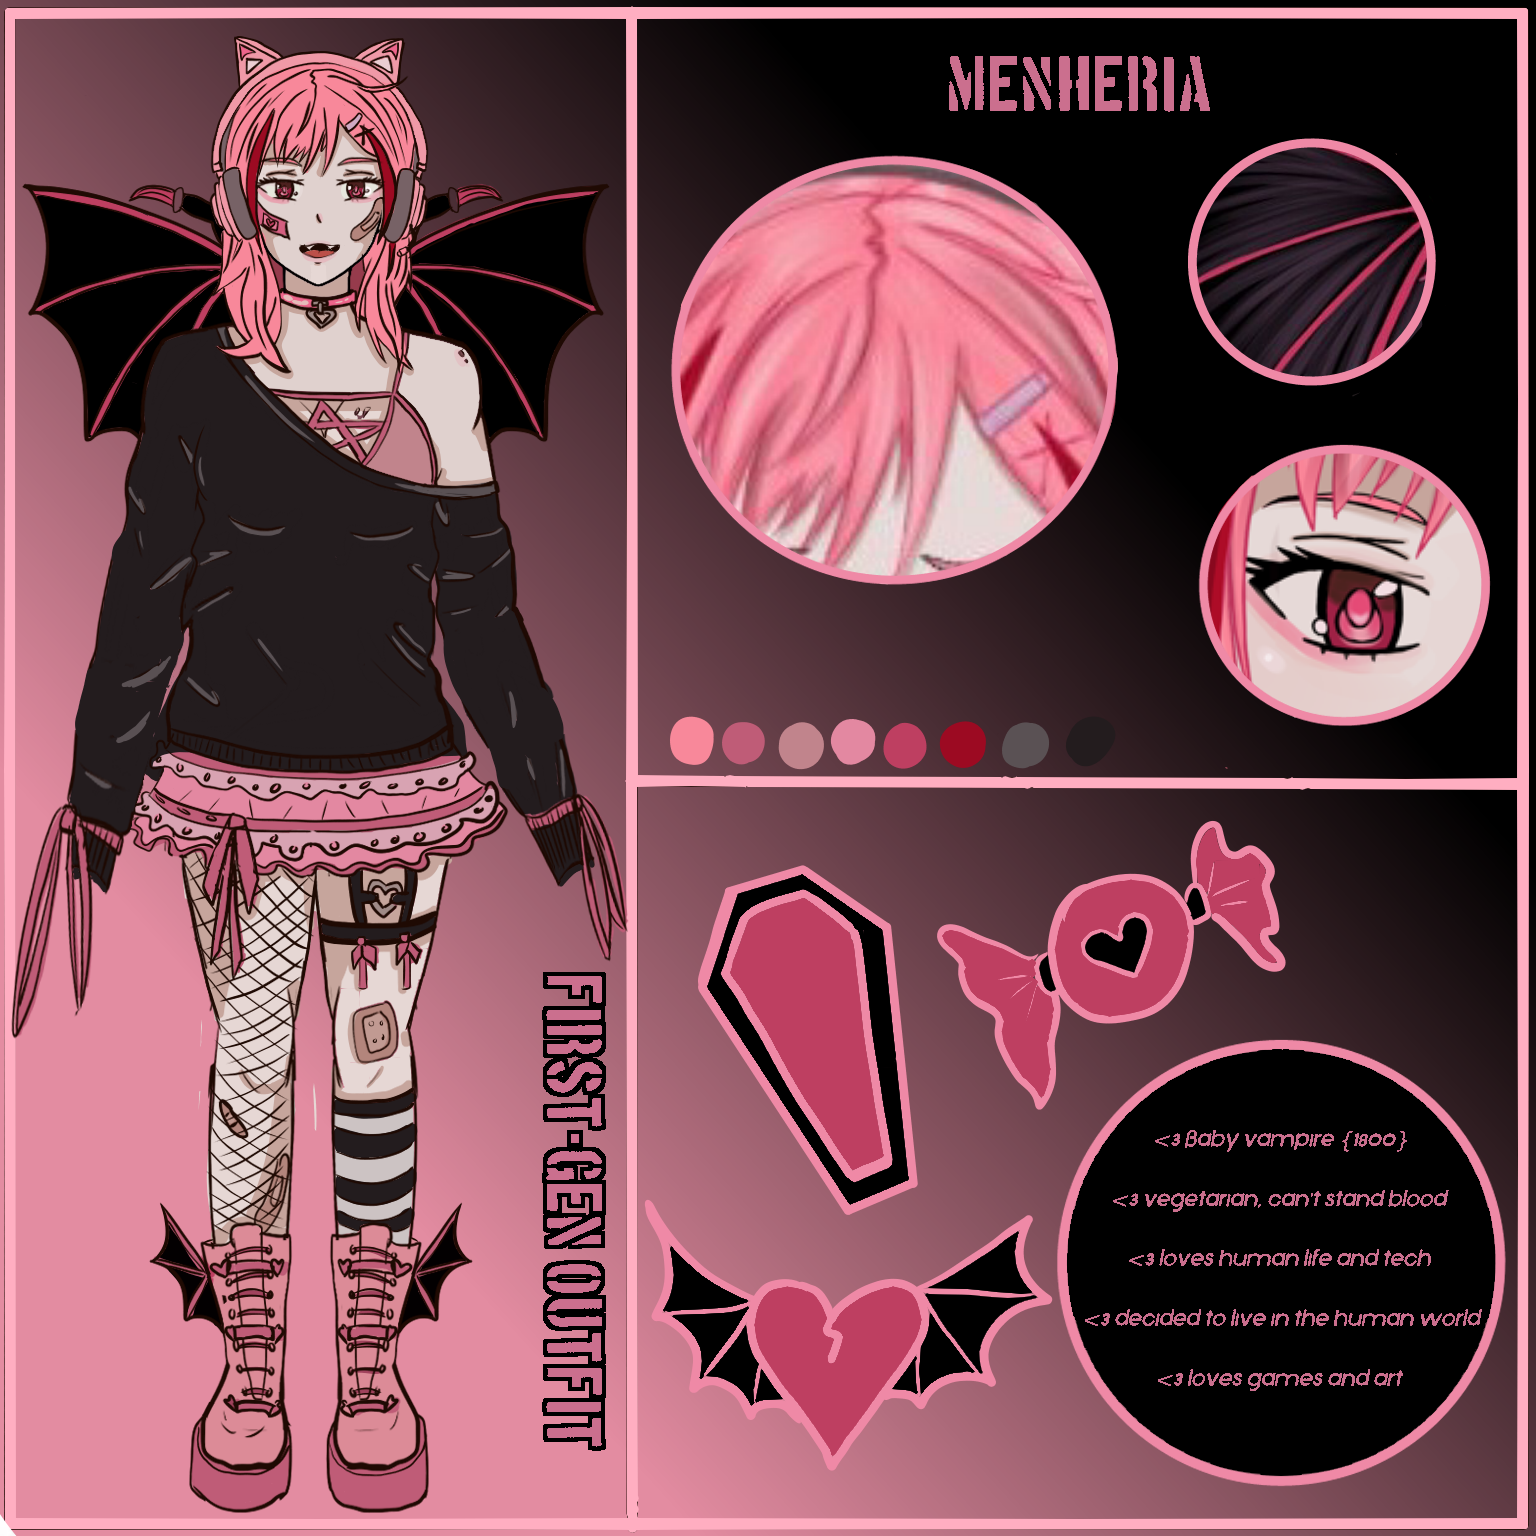 MENHERIA
FIRST-GEN OUTFIT
<3 Baby vampire {1800}
<3 vegetarian, can't stand blood
<3 loves human life and tech
<3 decided to live in the human world
<3 loves games and art